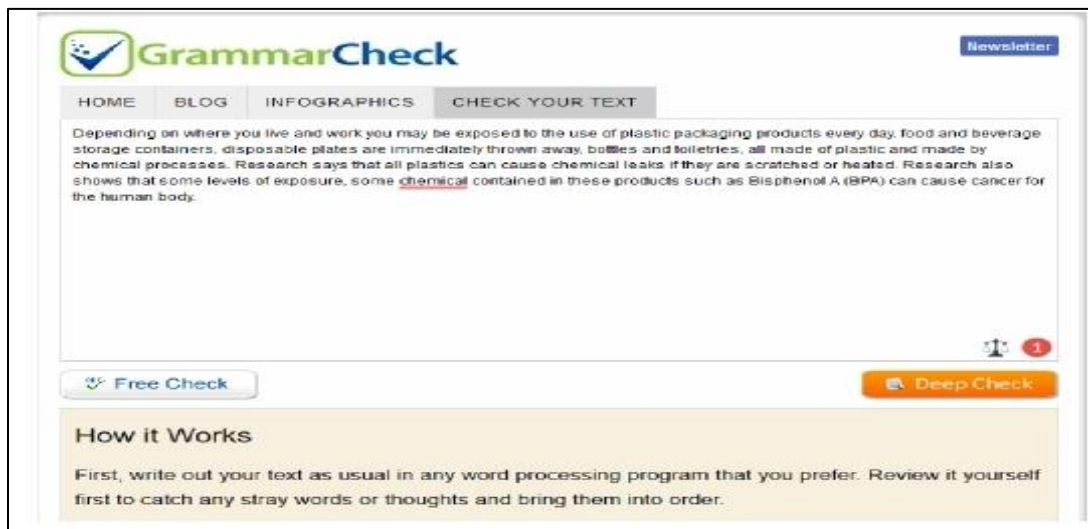 GrammarCheck
Newsletter
HOME BLOG INFOGRAPHICS CHECK YOUR TEXT
Depending on where you live and work you may be exposed to the use of plastic packaging products every day, food and beverage
storage containers, disposable plates are immediately thrown away, bottles and toiletries, all made of plastic and made by
chemical processes. Research says that all plastics can cause chemical leaks if they are scratched or heated. Research also
shows that some levels of exposure, some chemical contained in these products such as Bisphenol A (BPA) can cause cancer for
the human body.
1
Free Check
Deep Check
How it Works
First, write out your text as usual in any word processing program that you prefer. Review it yourself
first to catch any stray words or thoughts and bring them into order.